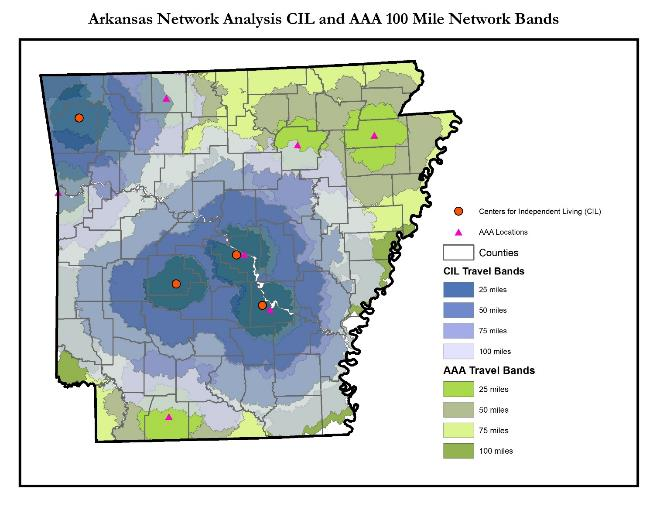 Arkansas Network Analysis CIL and AAA 100 Mile Network Bands
Centers for Independent Living (CIL)
AAA Locations
Counties
CIL Travel Bands
25 miles
50 miles
75 miles
100 miles
AAA Travel Bands
25 miles
50 miles
75 miles
100 miles